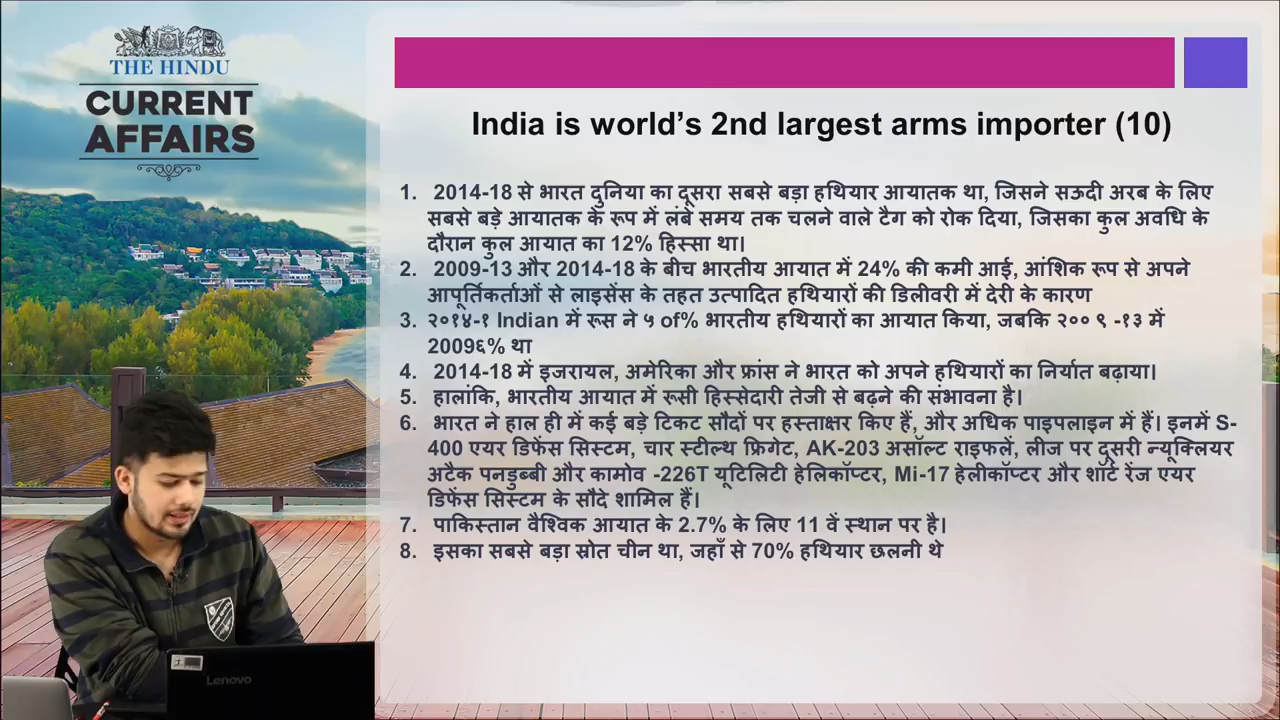 THE HINDU
CURRENT
AFFAIRS
India is world's 2nd largest arms importer (10)
1. 2014-18 से भारत दुनिया का दूसरा सबसे बड़ा हथियार आयातक था, जिसने सऊदी अरब के लिए
सबसे बड़े आयातक के रूप में लंबे समय तक चलने वाले टैग को रोक दिया, जिसका कुल अवधि के
दौरान कुल आयात का 12% हिस्सा था।
2. 2009-13 और 2014-18 के बीच भारतीय आयात में 24% की कमी आई, आंशिक रूप से अपने
आपूर्तिकर्ताओं से लाइसेंस के तहत उत्पादित हथियारों की डिलीवरी में देरी के कारण
3. २०१४-१ Indian में रूस ने ५ of% भारतीय हथियारों का आयात किया, जबकि २०० ९ -१३ में
2009६% था
4. 2014-18 में इजरायल, अमेरिका और फ्रांस ने भारत को अपने हथियारों का निर्यात बढ़ाया।
5. हालांकि, भारतीय आयात में रूसी हिस्सेदारी तेजी से बढ़ने की संभावना है।
6. भारत ने हाल ही में कई बड़े टिकट सौदों पर हस्ताक्षर किए हैं, और अधिक पाइपलाइन में हैं। इनमें S-
400 एयर डिफेंस सिस्टम, चार स्टील्थ फ्रिगेट, AK-203 असॉल्ट राइफलें, लीज पर दूसरी न्यूक्लियर
अटैक पनडुब्बी और कामोव -226T यूटिलिटी हेलिकॉप्टर, Mi-17 हेलीकॉप्टर और शॉर्ट रेंज एयर
डिफेंस सिस्टम के सौदे शामिल हैं।
7. पाकिस्तान वैश्विक आयात के 2.7% के लिए 11 वें स्थान पर है।
8. इसका सबसे बड़ा स्रोत चीन था, जहाँ से 70% हथियार छलनी थे
Lenovo